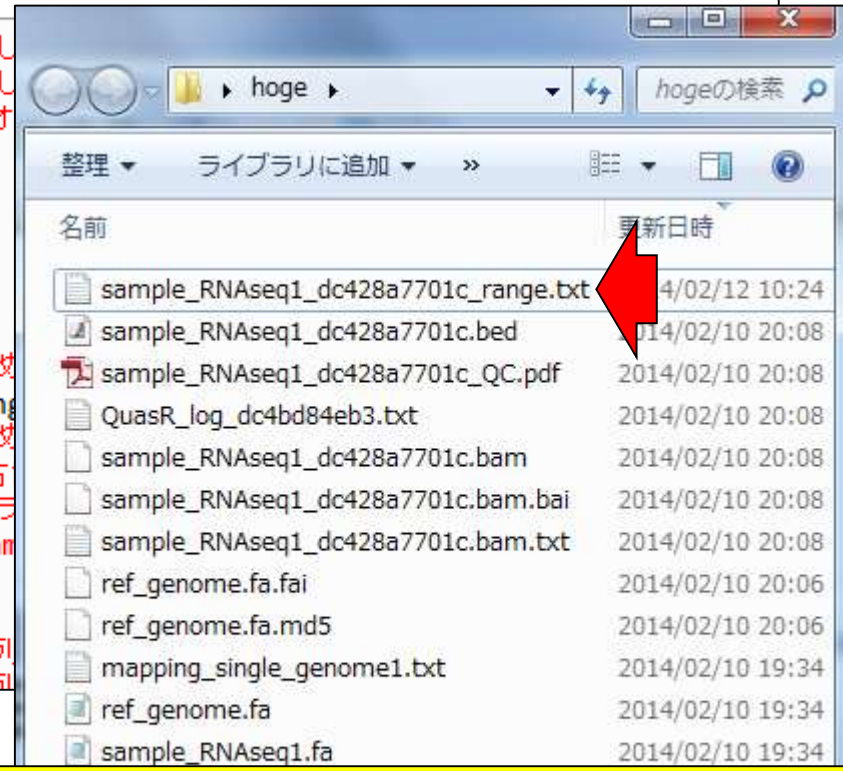 hoge
hogeの検索
整理 ライブラリに追加 »
名前 更新日時
sample_RNAseq1_dc428a7701c_range.txt 4/02/12 10:24
sample_RNAseq1_dc428a7701c.bed 2014/02/10 20:08
sample_RNAseq1_dc428a7701c_QC.pdf 2014/02/10 20:08
QuasR_log_dc4bd84eb3.txt 2014/02/10 20:08
sample_RNAseq1_dc428a7701c.bam 2014/02/10 20:08
sample_RNAseq1_dc428a7701c.bam.bai 2014/02/10 20:08
sample_RNAseq1_dc428a7701c.bam.txt 2014/02/10 20:08
ref_genome.fa.fai 2014/02/10 20:06
ref_genome.fa.md5 2014/02/10 20:06
mapping_single_genome1.txt 2014/02/10 19:34
ref_genome.fa 2014/02/10 19:34
sample_RNAseq1.fa 2014/02/10 19:34